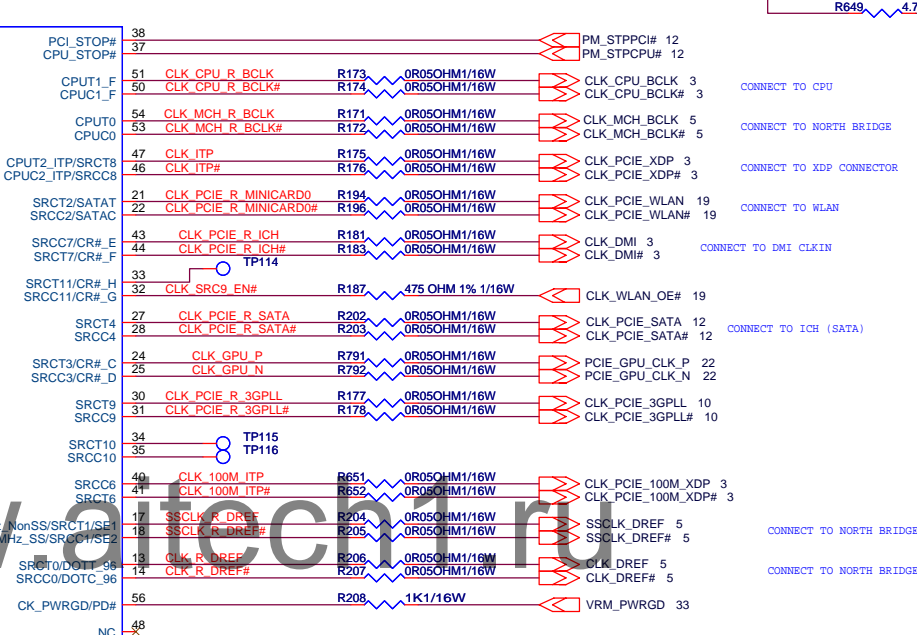 R649 4.7
PCI_STOP# 38 PM_STPPCI# 12
CPU_STOP# 37 PM_STPCPU# 12
CPUT1_F 51 CLK_CPU_R_BCLK R173 0R05OHM1/16W CLK_CPU_BCLK 3
CPUC1_F 50 CLK_CPU_R_BCLK# R174 0R05OHM1/16W CLK_CPU_BCLK# 3
CONNECT TO CPU
CPUT0 54 CLK_MCH_R_BCLK R171 0R05OHM1/16W CLK_MCH_BCLK 5
CPUC0 53 CLK_MCH_R_BCLK# R172 0R05OHM1/16W CLK_MCH_BCLK# 5
CONNECT TO NORTH BRIDGE
CPUT2_ITP/SRCT8 47 CLK_ITP R175 0R05OHM1/16W CLK_PCIE_XDP 3
CPUC2_ITP/SRCC8 46 CLK_ITP# R176 0R05OHM1/16W CLK_PCIE_XDP# 3
CONNECT TO XDP CONNECTOR
SRCT2/SATAT 21 CLK_PCIE_R_MINICARD0 R194 0R05OHM1/16W CLK_PCIE_WLAN 19
SRCC2/SATAC 22 CLK_PCIE_R_MINICARD0# R196 0R05OHM1/16W CLK_PCIE_WLAN# 19
CONNECT TO WLAN
SRCC7/CR#_E 43 CLK_PCIE_R_ICH R181 0R05OHM1/16W CLK_DMI 3
SRCT7/CR#_F 44 CLK_PCIE_R_ICH# R183 0R05OHM1/16W CLK_DMI# 3
CONNECT TO DMI CLKIN
SRCT11/CR#_H 33 TP114
SRCC11/CR#_G 32 CLK_SRC9_EN# R187 475 OHM 1% 1/16W CLK_WLAN_OE# 19
SRCT4 27 CLK_PCIE_R_SATA R202 0R05OHM1/16W CLK_PCIE_SATA 12
SRCC4 28 CLK_PCIE_R_SATA# R203 0R05OHM1/16W CLK_PCIE_SATA# 12
CONNECT TO ICH (SATA)
SRCT3/CR#_C 24 CLK_GPU_P R791 0R05OHM1/16W PCIE_GPU_CLK_P 22
SRCC3/CR#_D 25 CLK_GPU_N R792 0R05OHM1/16W PCIE_GPU_CLK_N 22
SRCT9 30 CLK_PCIE_R_3GPLL R177 0R05OHM1/16W CLK_PCIE_3GPLL 10
SRCC9 31 CLK_PCIE_R_3GPLL# R178 0R05OHM1/16W CLK_PCIE_3GPLL# 10
SRCT10 34 TP115
SRCC10 35 TP116
SRCC6 40 CLK_100M_ITP R651 0R05OHM1/16W CLK_PCIE_100M_XDP 3
SRCT6 41 CLK_100M_ITP# R652 0R05OHM1/16W CLK_PCIE_100M_XDP# 3
z_NonSS/SRCT1/SE1 17 SSCLK_R_DREF R204 0R05OHM1/16W SSCLK_DREF 5
MHz_SS/SRCC1/SE2 18 SSCLK_R_DREF# R205 0R05OHM1/16W SSCLK_DREF# 5
CONNECT TO NORTH BRIDGE
SRCT0/DOTT_96 13 CLK_R_DREF R206 0R05OHM1/16W CLK_DREF 5
SRCC0/DOTC_96 14 CLK_R_DREF# R207 0R05OHM1/16W CLK_DREF# 5
CONNECT TO NORTH BRIDGE
CK_PWRGD/PD# 56 R208 1K1/16W VRM_PWRGD 33
NC 48
w.aitech1.ru